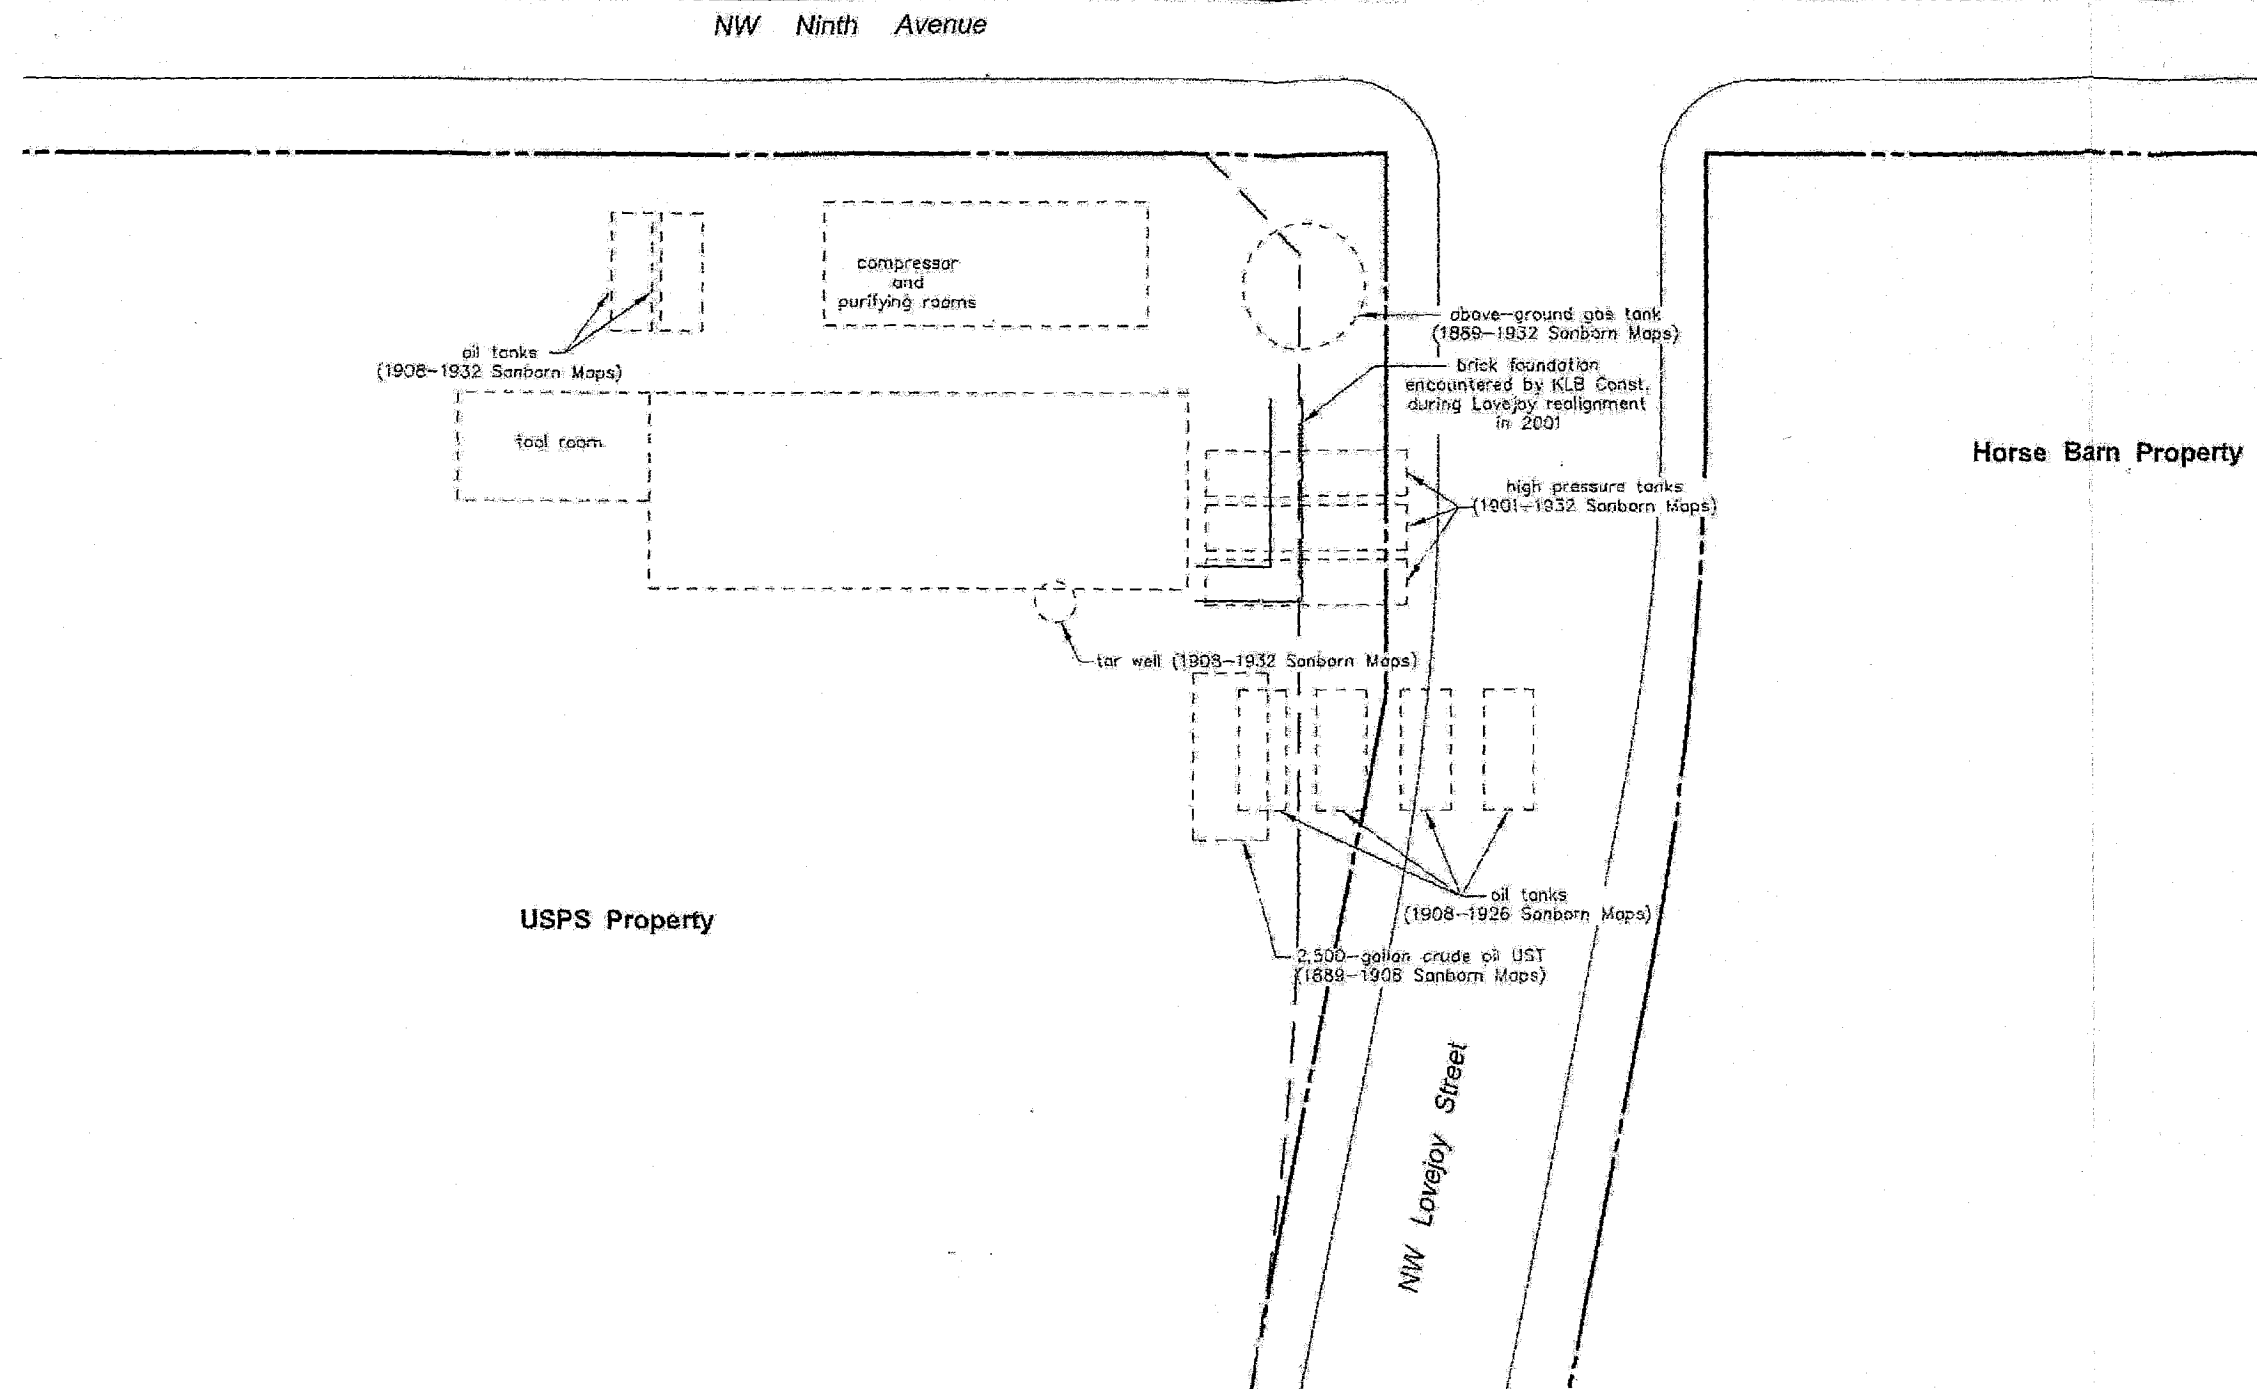 NW Ninth Avenue
compressor
and
purifying rooms
above-ground gas tank
(1889-1932 Sanborn Maps)
oil tanks
(1908-1932 Sanborn Maps)
brick foundation
encountered by KLB Const.
during Lovejoy realignment
in 2001
tool room
Horse Barn Property
high pressure tanks
(1901-1932 Sanborn Maps)
tar well (1908-1932 Sanborn Maps)
oil tanks
(1908-1926 Sanborn Maps)
USPS Property
2,500-gallon crude oil UST
(1889-1908 Sanborn Maps)
NW Lovejoy Street